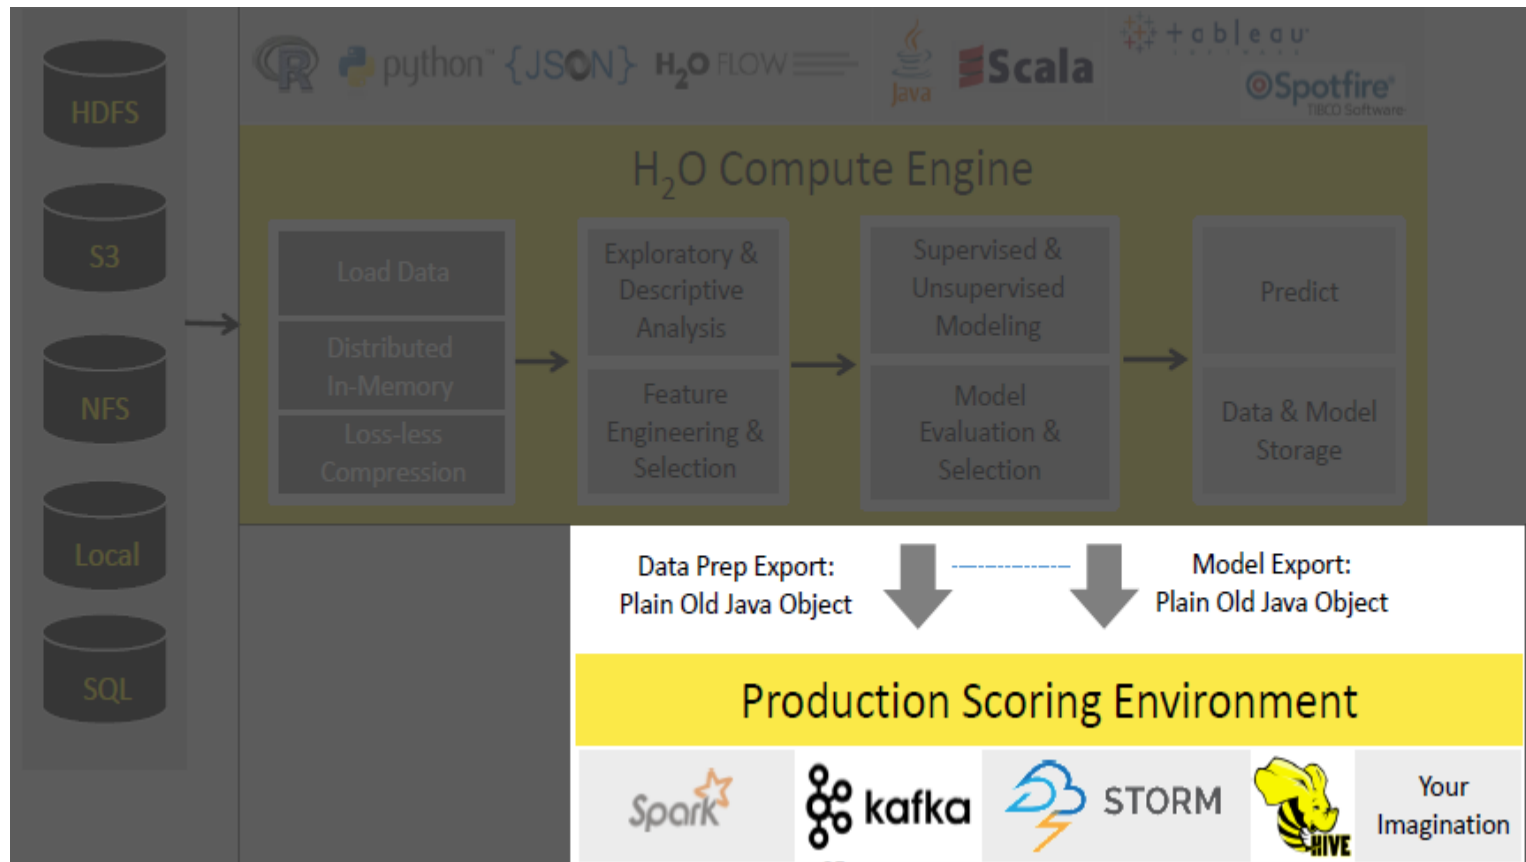 HDFS
S3
NFS
Local
SQL
R
python™
{JSON}
H₂O FLOW
Java
Scala
+ableau
SOFTWARE
Spotfire®
TIBCO Software
H₂O Compute Engine
Load Data
Distributed
In-Memory
Loss-less
Compression
Exploratory &
Descriptive
Analysis
Feature
Engineering &
Selection
Supervised &
Unsupervised
Modeling
Model
Evaluation &
Selection
Predict
Data & Model
Storage
Data Prep Export:
Plain Old Java Object
Model Export:
Plain Old Java Object
Production Scoring Environment
Spark
kafka
STORM
HIVE
Your
Imagination